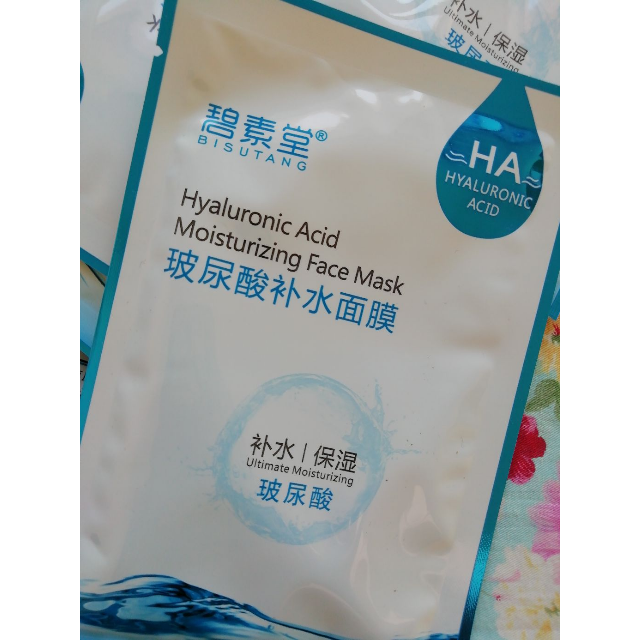 补水 | 保湿
Ultimate Moisturizing
玻尿
碧素堂®
BISUTANG
HA
HYALURONIC
ACID
Hyaluronic Acid
Moisturizing Face Mask
玻尿酸补水面膜
补水 | 保湿
Ultimate Moisturizing
玻尿酸